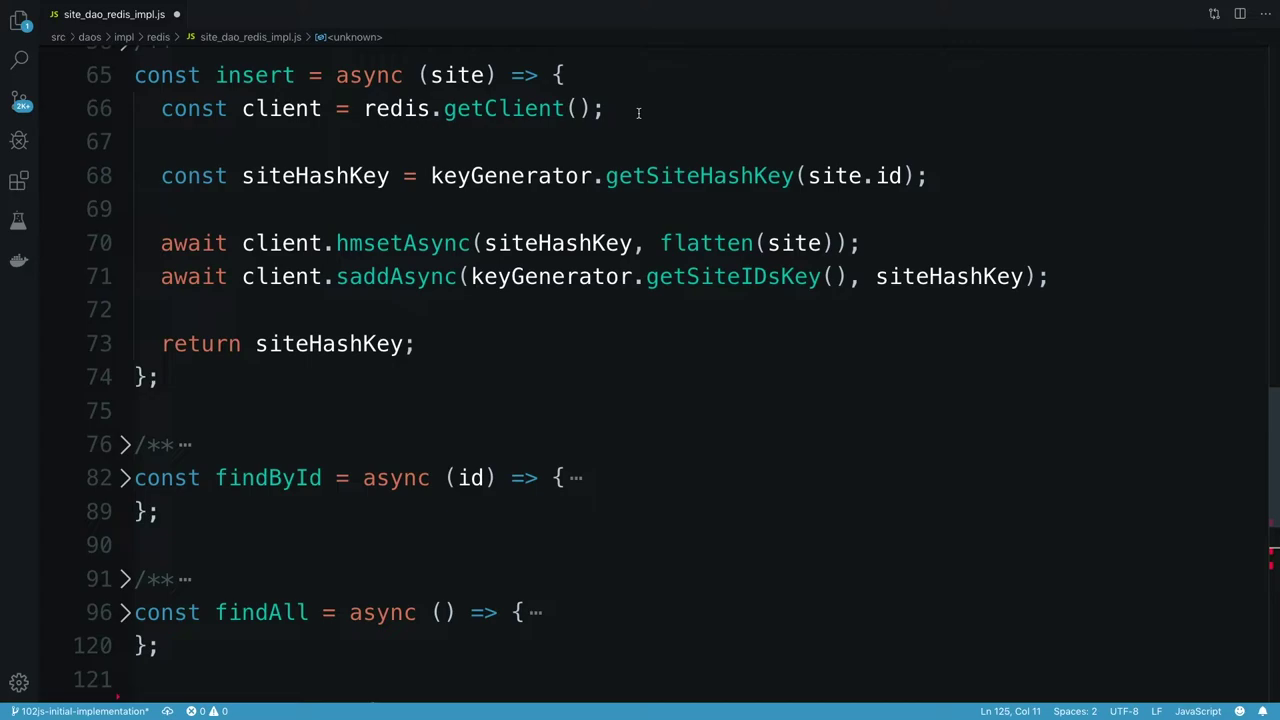 site_dao_redis_impl.js
src > daos > impl > redis > JS site_dao_redis_impl.js > <unknown>
65 const insert = async (site) => {
66 const client = redis.getClient();
67
68 const siteHashKey = keyGenerator.getSiteHashKey(site.id);
69
70 await client.hmsetAsync(siteHashKey, flatten(site));
71 await client.saddAsync(keyGenerator.getSiteIDsKey(), siteHashKey);
72
73 return siteHashKey;
74 };
75
76 /** ⋯
82 const findById = async (id) => { ⋯
89 };
90
91 /** ⋯
96 const findAll = async () => { ⋯
120 };
121
102js-initial-implementation* 0 0 Ln 125, Col 11 Spaces: 2 UTF-8 LF JavaScript
1
2K+